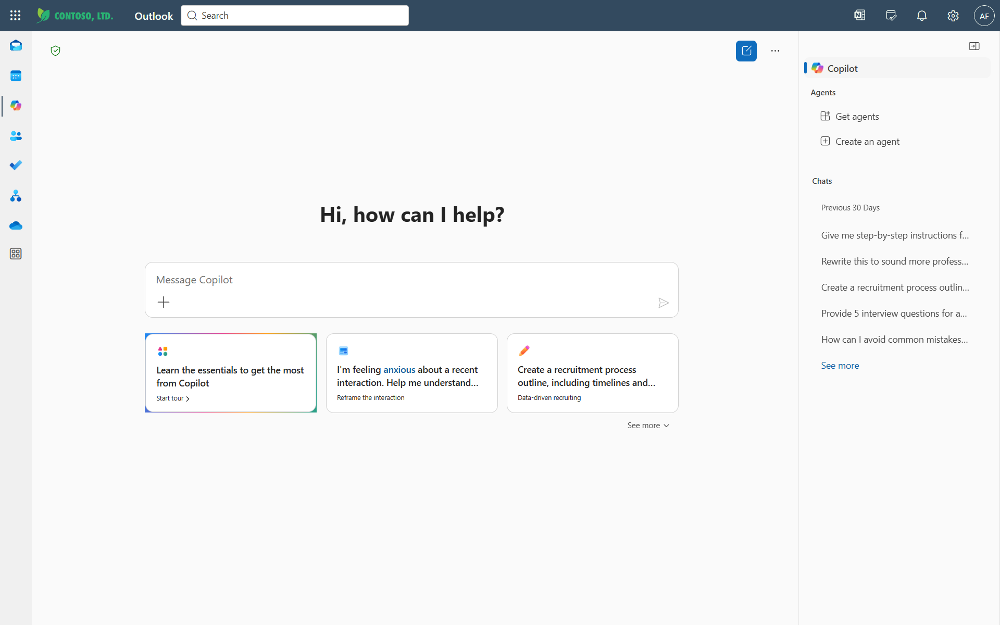 CONTOSO, LTD.
Outlook
Search
AE
Hi, how can I help?
Message Copilot
Learn the essentials to get the most
from Copilot
Start tour
I'm feeling anxious about a recent
interaction. Help me understand...
Reframe the interaction
Create a recruitment process
outline, including timelines and...
Data-driven recruiting
See more
Copilot
Agents
Get agents
Create an agent
Chats
Previous 30 Days
Give me step-by-step instructions f...
Rewrite this to sound more profess...
Create a recruitment process outlin...
Provide 5 interview questions for a...
How can I avoid common mistakes...
See more